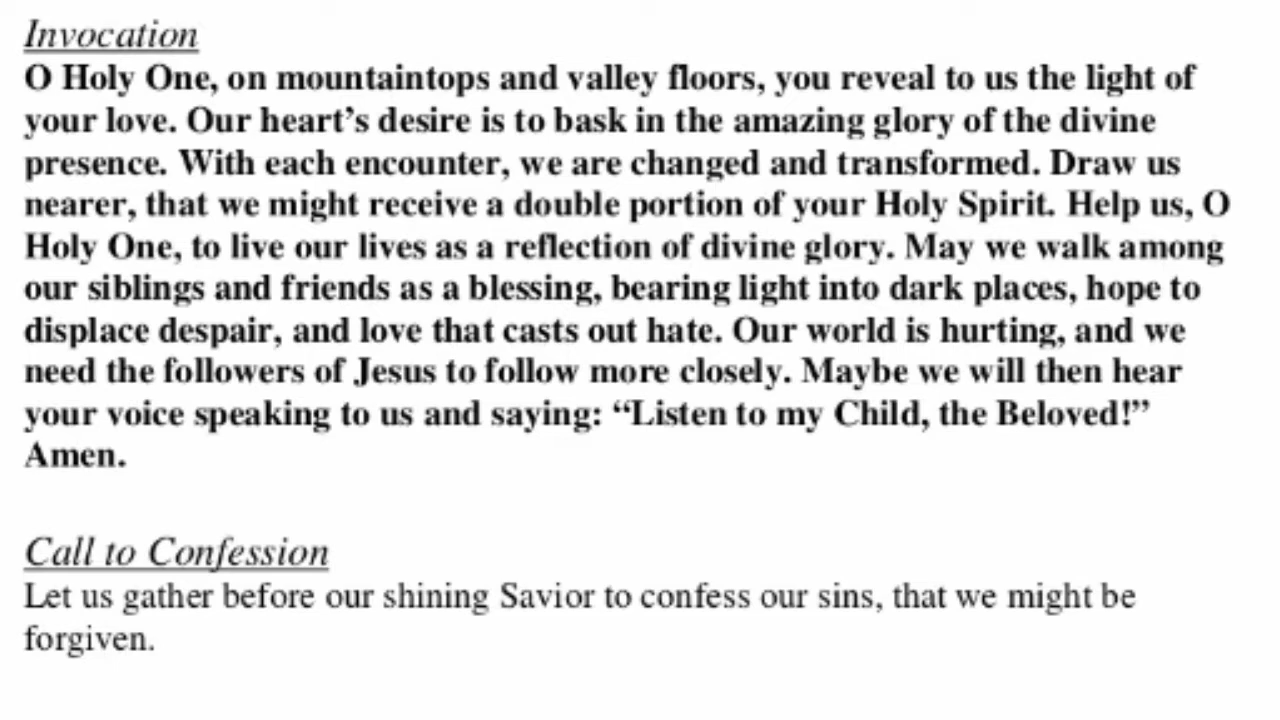 Invocation
O Holy One, on mountaintops and valley floors, you reveal to us the light of
your love. Our heart’s desire is to bask in the amazing glory of the divine
presence. With each encounter, we are changed and transformed. Draw us
nearer, that we might receive a double portion of your Holy Spirit. Help us, O
Holy One, to live our lives as a reflection of divine glory. May we walk among
our siblings and friends as a blessing, bearing light into dark places, hope to
displace despair, and love that casts out hate. Our world is hurting, and we
need the followers of Jesus to follow more closely. Maybe we will then hear
your voice speaking to us and saying: “Listen to my Child, the Beloved!”
Amen.
Call to Confession
Let us gather before our shining Savior to confess our sins, that we might be
forgiven.